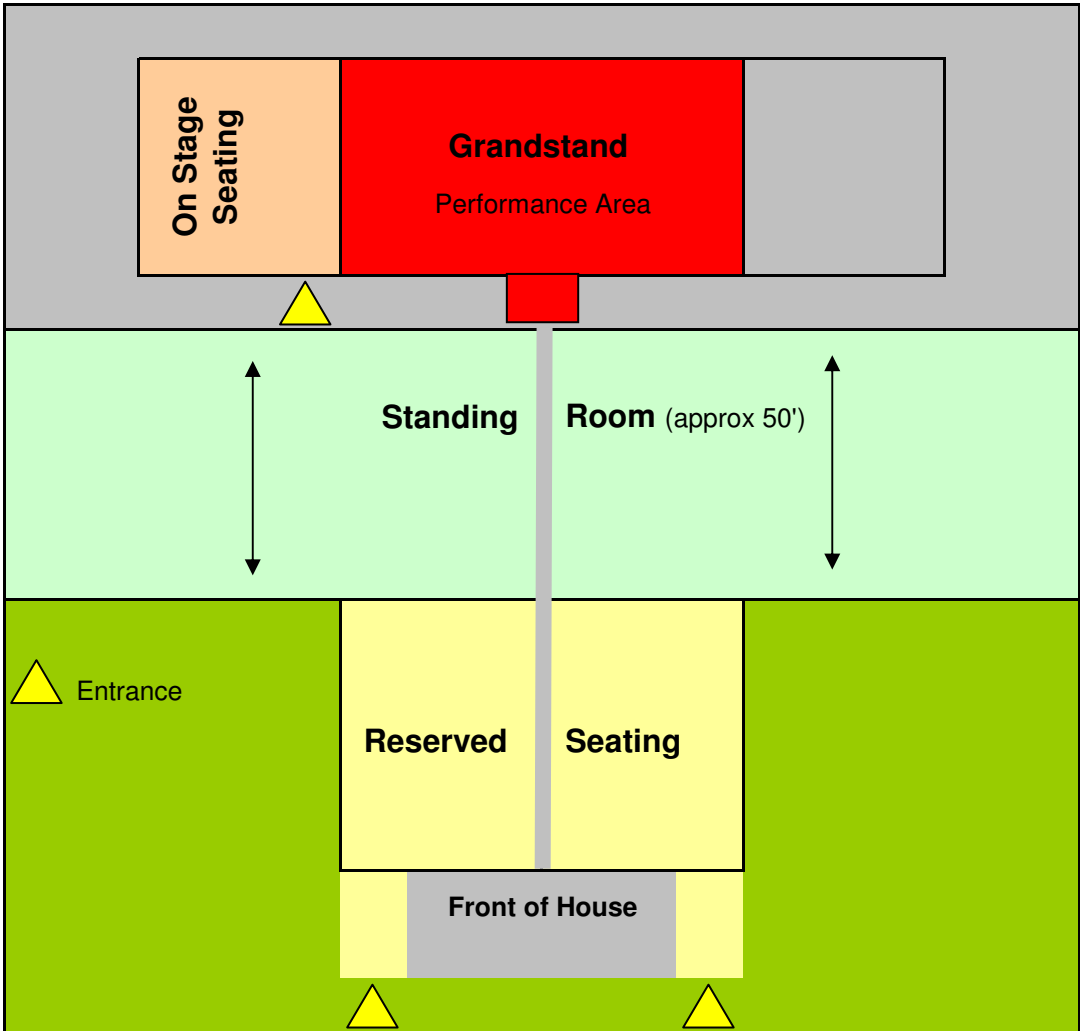 On Stage
Seating
Grandstand
Performance Area
Standing Room (approx 50')
Entrance
Reserved Seating
Front of House